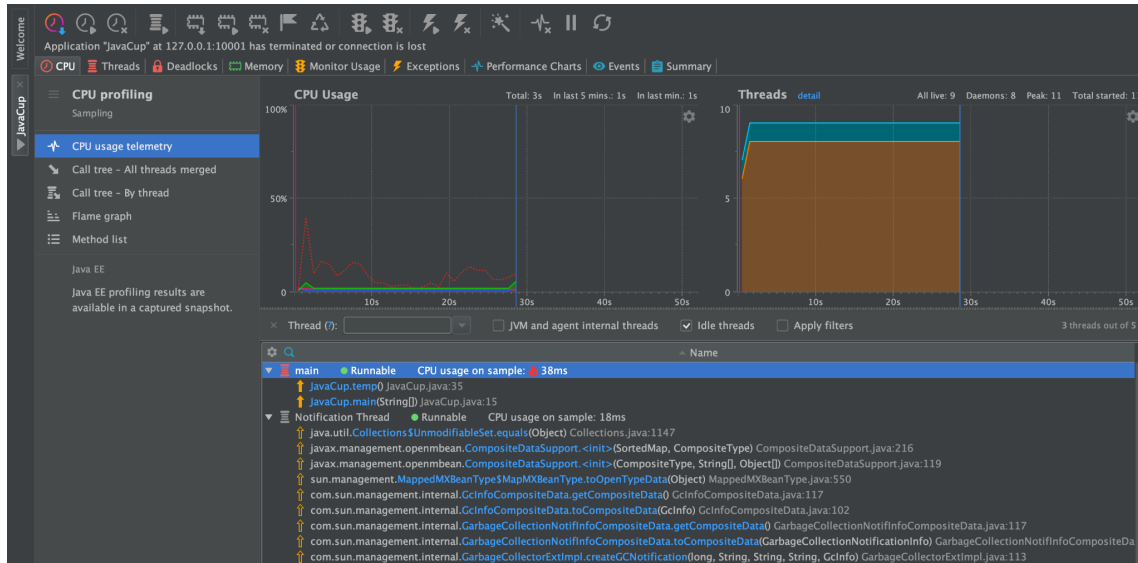 Welcome
JavaCup
Application "JavaCup" at 127.0.0.1:10001 has terminated or connection is lost
CPU Threads Deadlocks Memory Monitor Usage Exceptions Performance Charts Events Summary
CPU profiling
Sampling
CPU usage telemetry
Call tree – All threads merged
Call tree – By thread
Flame graph
Method list
Java EE
Java EE profiling results are
available in a captured snapshot.
CPU Usage Total: 3s In last 5 mins.: 1s In last min.: 1s
100%
50%
0
10s 20s 30s 40s 50s
Threads detail All live: 9 Daemons: 8 Peak: 11 Total started: 1
10
5
0
10s 20s 30s 40s 50s
Thread (?): JVM and agent internal threads Idle threads Apply filters 3 threads out of 5
Name
main Runnable CPU usage on sample: 38ms
JavaCup.temp() JavaCup.java:35
JavaCup.main(String[]) JavaCup.java:15
Notification Thread Runnable CPU usage on sample: 18ms
java.util.Collections$UnmodifiableSet.equals(Object) Collections.java:1147
javax.management.openmbean.CompositeDataSupport.<init>(SortedMap, CompositeType) CompositeDataSupport.java:216
javax.management.openmbean.CompositeDataSupport.<init>(CompositeType, String[], Object[]) CompositeDataSupport.java:119
sun.management.MappedMXBeanType$MapMXBeanType.toOpenTypeData(Object) MappedMXBeanType.java:550
com.sun.management.internal.GcInfoCompositeData.getCompositeData() GcInfoCompositeData.java:117
com.sun.management.internal.GcInfoCompositeData.toCompositeData(GcInfo) GcInfoCompositeData.java:102
com.sun.management.internal.GarbageCollectionNotifInfoCompositeData.getCompositeData() GarbageCollectionNotifInfoCompositeData.java:117
com.sun.management.internal.GarbageCollectionNotifInfoCompositeData.toCompositeData(GarbageCollectionNotificationInfo) GarbageCollectionNotifInfoCompositeDa
com.sun.management.internal.GarbageCollectorExtImpl.createGCNotification(long, String, String, String, GcInfo) GarbageCollectorExtImpl.java:113